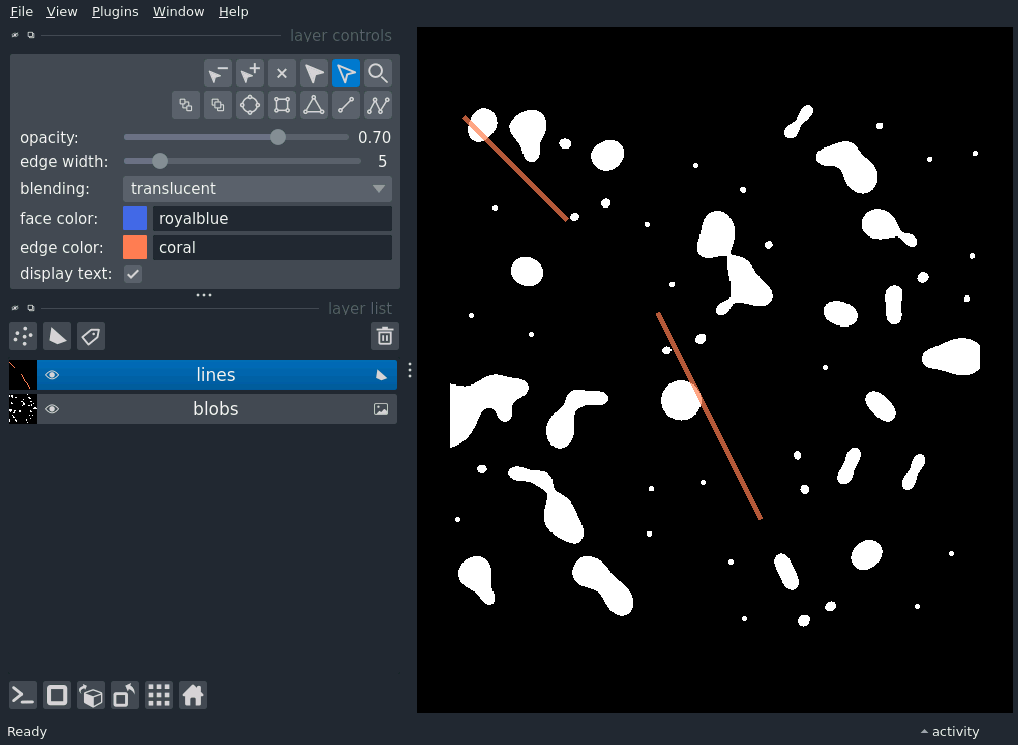 File View Plugins Window Help
layer controls
opacity: 0.70
edge width: 5
blending: translucent
face color: royalblue
edge color: coral
display text:
layer list
lines
blobs
Ready activity